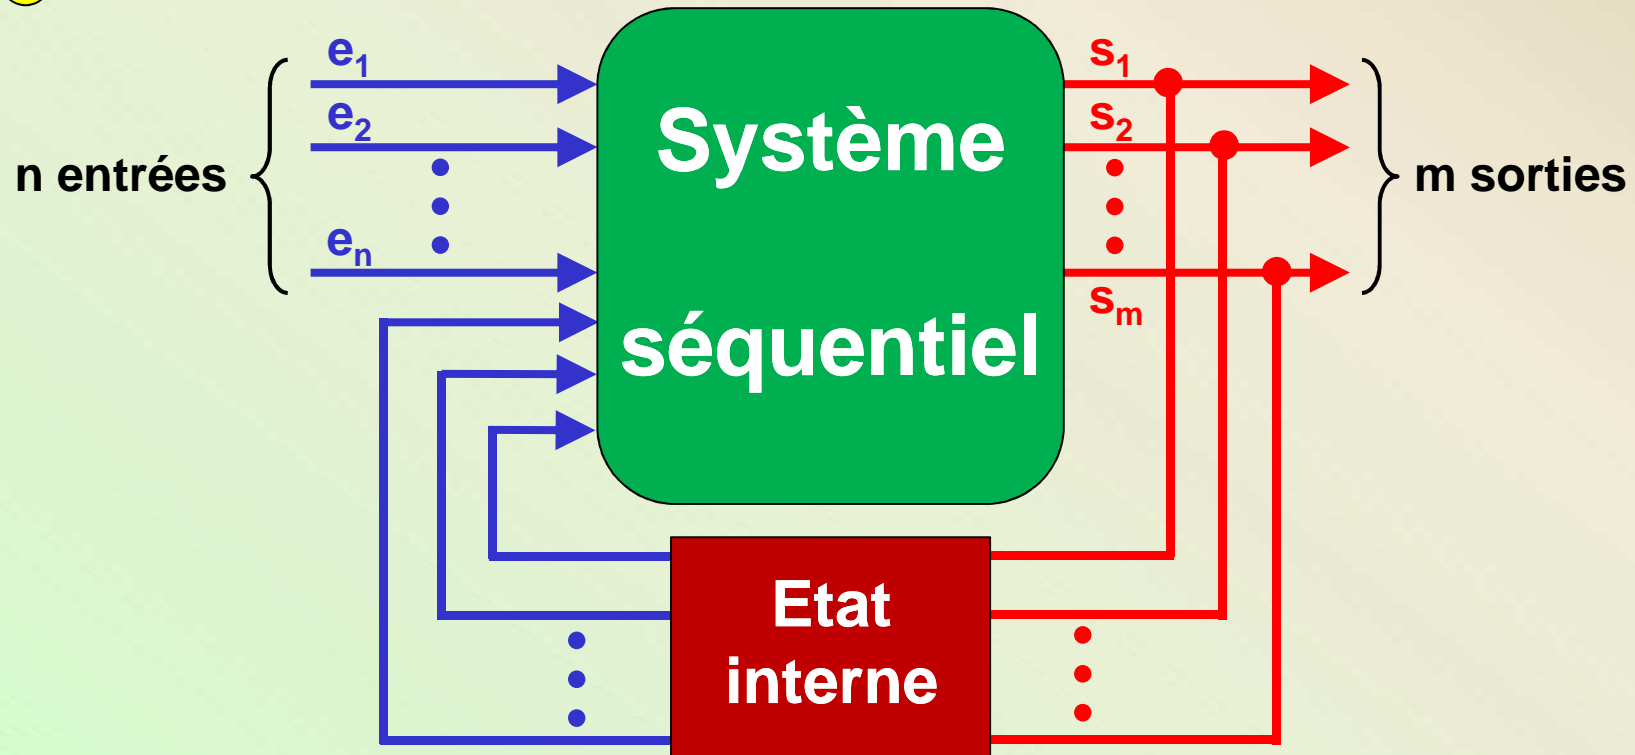 e1
e2
en
n entrées
Système
séquentiel
s1
s2
sm
m sorties
Etat
interne